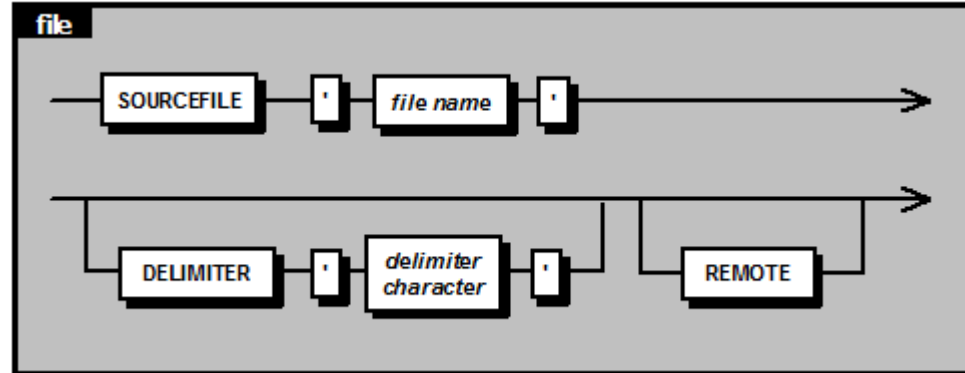 file
SOURCEFILE ' file name '
DELIMITER ' delimiter character ' REMOTE